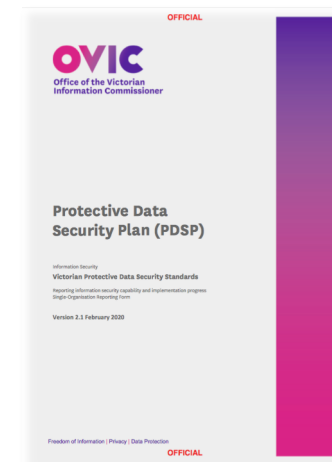 OFFICIAL
OVIC
Office of the Victorian
Information Commissioner
Protective Data
Security Plan (PDSP)
Information Security
Victorian Protective Data Security Standards
Reporting information security capability and implementation progress
Single-Organisation Reporting Form
Version 2.1 February 2020
Freedom of Information | Privacy | Data Protection
OFFICIAL